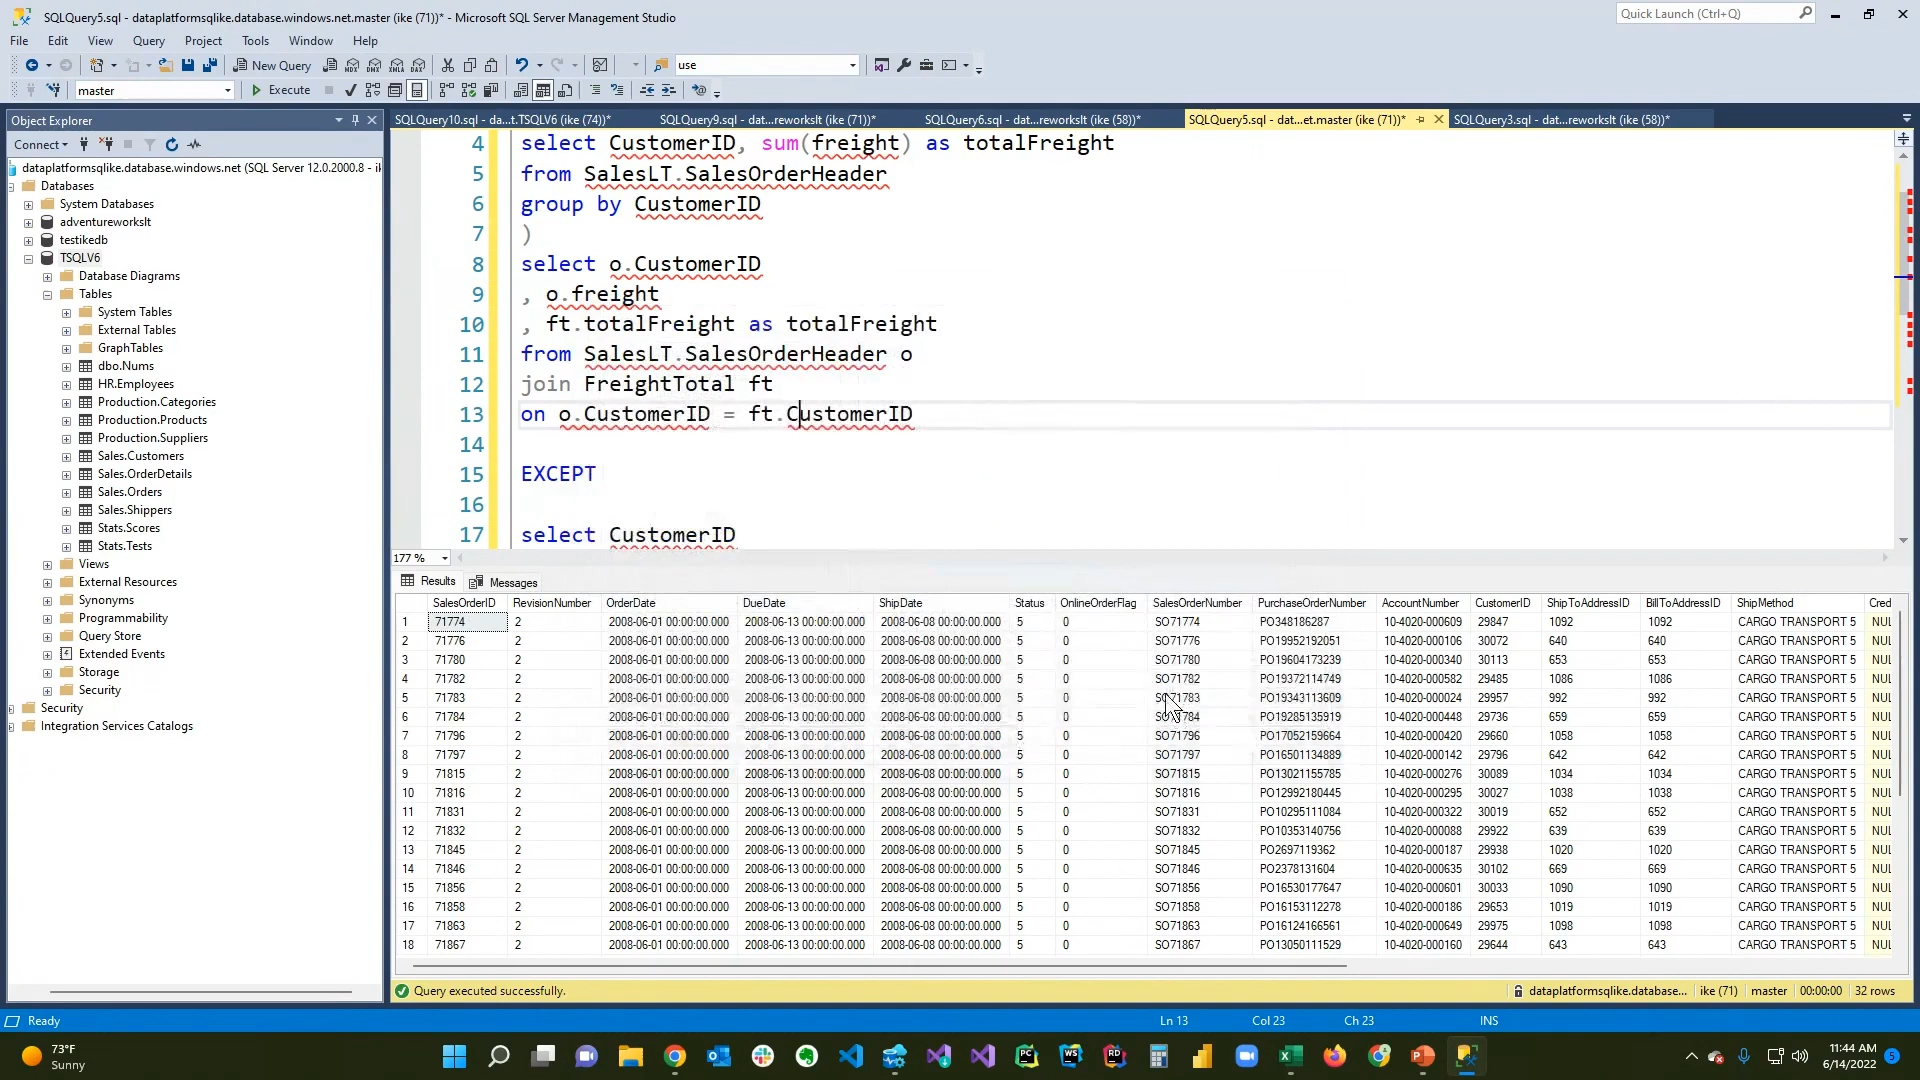 SQLQuery5.sql - dataplatformsqlike.database.windows.net.master (ike (71))* - Microsoft SQL Server Management Studio
Quick Launch (Ctrl+Q)
File Edit View Query Project Tools Window Help
New Query
MDX DMX XMLA DAX
use
master
Execute
Object Explorer
SQLQuery10.sql - da...t.TSQLV6 (ike (74))*
SQLQuery9.sql - dat...reworkslt (ike (71))*
SQLQuery6.sql - dat...reworkslt (ike (58))*
SQLQuery5.sql - dat...et.master (ike (71))*
SQLQuery3.sql - dat...reworkslt (ike (58))*
Connect
dataplatformsqlike.database.windows.net (SQL Server 12.0.2000.8 - i
Databases
System Databases
adventureworkslt
testikedb
TSQLV6
Database Diagrams
Tables
System Tables
External Tables
GraphTables
dbo.Nums
HR.Employees
Production.Categories
Production.Products
Production.Suppliers
Sales.Customers
Sales.OrderDetails
Sales.Orders
Sales.Shippers
Stats.Scores
Stats.Tests
Views
External Resources
Synonyms
Programmability
Query Store
Extended Events
Storage
Security
Security
Integration Services Catalogs
4 select CustomerID, sum(freight) as totalFreight
5 from SalesLT.SalesOrderHeader
6 group by CustomerID
7 )
8 select o.CustomerID
9 , o.freight
10 , ft.totalFreight as totalFreight
11 from SalesLT.SalesOrderHeader o
12 join FreightTotal ft
13 on o.CustomerID = ft.CustomerID
14
15 EXCEPT
16
17 select CustomerID
177 %
Results Messages
SalesOrderID RevisionNumber OrderDate DueDate ShipDate Status OnlineOrderFlag SalesOrderNumber PurchaseOrderNumber AccountNumber CustomerID ShipToAddressID BillToAddressID ShipMethod Cred
1 71774 2 2008-06-01 00:00:00.000 2008-06-13 00:00:00.000 2008-06-08 00:00:00.000 5 0 SO71774 PO348186287 10-4020-000609 29847 1092 1092 CARGO TRANSPORT 5 NUL
2 71776 2 2008-06-01 00:00:00.000 2008-06-13 00:00:00.000 2008-06-08 00:00:00.000 5 0 SO71776 PO19952192051 10-4020-000106 30072 640 640 CARGO TRANSPORT 5 NUL
3 71780 2 2008-06-01 00:00:00.000 2008-06-13 00:00:00.000 2008-06-08 00:00:00.000 5 0 SO71780 PO19604173239 10-4020-000340 30113 653 653 CARGO TRANSPORT 5 NUL
4 71782 2 2008-06-01 00:00:00.000 2008-06-13 00:00:00.000 2008-06-08 00:00:00.000 5 0 SO71782 PO19372114749 10-4020-000582 29485 1086 1086 CARGO TRANSPORT 5 NUL
5 71783 2 2008-06-01 00:00:00.000 2008-06-13 00:00:00.000 2008-06-08 00:00:00.000 5 0 SO71783 PO19343113609 10-4020-000024 29957 992 992 CARGO TRANSPORT 5 NUL
6 71784 2 2008-06-01 00:00:00.000 2008-06-13 00:00:00.000 2008-06-08 00:00:00.000 5 0 SO71784 PO19285135919 10-4020-000448 29736 659 659 CARGO TRANSPORT 5 NUL
7 71796 2 2008-06-01 00:00:00.000 2008-06-13 00:00:00.000 2008-06-08 00:00:00.000 5 0 SO71796 PO17052159664 10-4020-000420 29660 1058 1058 CARGO TRANSPORT 5 NUL
8 71797 2 2008-06-01 00:00:00.000 2008-06-13 00:00:00.000 2008-06-08 00:00:00.000 5 0 SO71797 PO16501134889 10-4020-000142 29796 642 642 CARGO TRANSPORT 5 NUL
9 71815 2 2008-06-01 00:00:00.000 2008-06-13 00:00:00.000 2008-06-08 00:00:00.000 5 0 SO71815 PO13021155785 10-4020-000276 30089 1034 1034 CARGO TRANSPORT 5 NUL
10 71816 2 2008-06-01 00:00:00.000 2008-06-13 00:00:00.000 2008-06-08 00:00:00.000 5 0 SO71816 PO12992180445 10-4020-000295 30027 1038 1038 CARGO TRANSPORT 5 NUL
11 71831 2 2008-06-01 00:00:00.000 2008-06-13 00:00:00.000 2008-06-08 00:00:00.000 5 0 SO71831 PO10295111084 10-4020-000322 30019 652 652 CARGO TRANSPORT 5 NUL
12 71832 2 2008-06-01 00:00:00.000 2008-06-13 00:00:00.000 2008-06-08 00:00:00.000 5 0 SO71832 PO10353140756 10-4020-000088 29922 639 639 CARGO TRANSPORT 5 NUL
13 71845 2 2008-06-01 00:00:00.000 2008-06-13 00:00:00.000 2008-06-08 00:00:00.000 5 0 SO71845 PO2697119362 10-4020-000187 29938 1020 1020 CARGO TRANSPORT 5 NUL
14 71846 2 2008-06-01 00:00:00.000 2008-06-13 00:00:00.000 2008-06-08 00:00:00.000 5 0 SO71846 PO2378131604 10-4020-000635 30102 669 669 CARGO TRANSPORT 5 NUL
15 71856 2 2008-06-01 00:00:00.000 2008-06-13 00:00:00.000 2008-06-08 00:00:00.000 5 0 SO71856 PO16530177647 10-4020-000601 30033 1090 1090 CARGO TRANSPORT 5 NUL
16 71858 2 2008-06-01 00:00:00.000 2008-06-13 00:00:00.000 2008-06-08 00:00:00.000 5 0 SO71858 PO16153112278 10-4020-000186 29653 1019 1019 CARGO TRANSPORT 5 NUL
17 71863 2 2008-06-01 00:00:00.000 2008-06-13 00:00:00.000 2008-06-08 00:00:00.000 5 0 SO71863 PO16124166561 10-4020-000649 29975 1098 1098 CARGO TRANSPORT 5 NUL
18 71867 2 2008-06-01 00:00:00.000 2008-06-13 00:00:00.000 2008-06-08 00:00:00.000 5 0 SO71867 PO13050111529 10-4020-000160 29644 643 643 CARGO TRANSPORT 5 NUL
Query executed successfully.
dataplatformsqlike.database... ike (71) master 00:00:00 32 rows
Ready
Ln 13 Col 23 Ch 23 INS
73°F
Sunny
PC WS RD
11:44 AM
6/14/2022
5